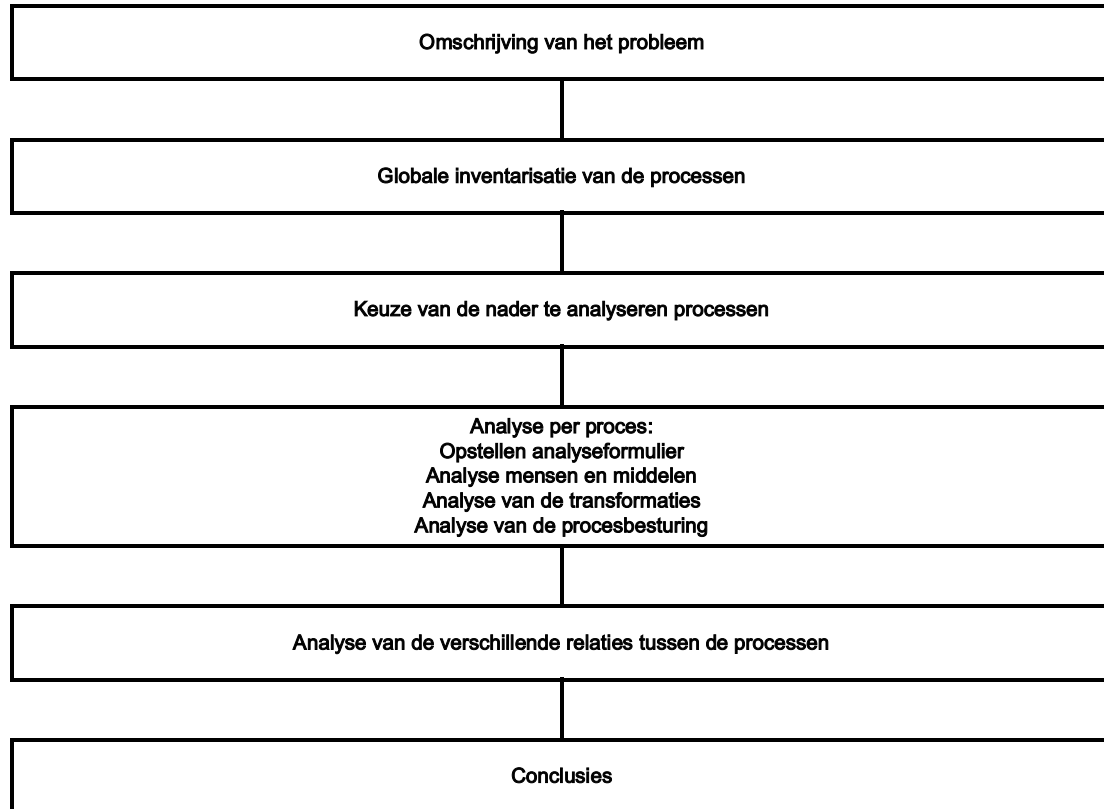 Omschrijving van het probleem
Globale inventarisatie van de processen
Keuze van de nader te analyseren processen
Analyse per proces:
Opstellen analyseformulier
Analyse mensen en middelen
Analyse van de transformaties
Analyse van de procesbesturing
Analyse van de verschillende relaties tussen de processen
Conclusies